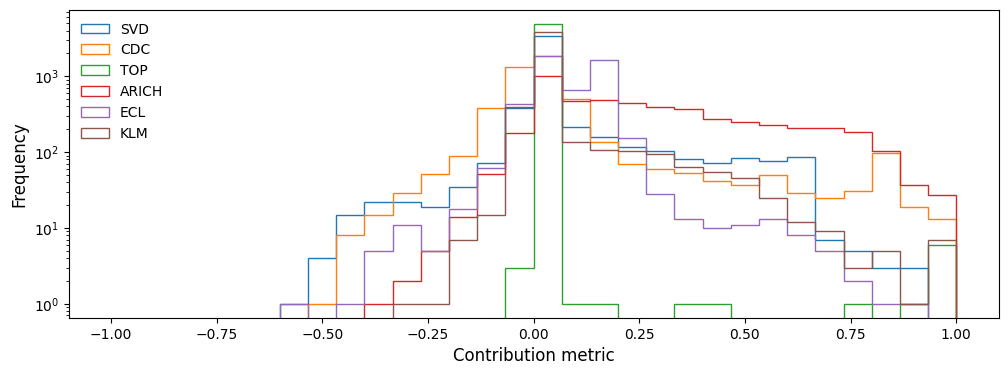 SVD
CDC
TOP
ARICH
ECL
KLM
Frequency
10³
10²
10¹
10⁰
−1.00 −0.75 −0.50 −0.25 0.00 0.25 0.50 0.75 1.00
Contribution metric